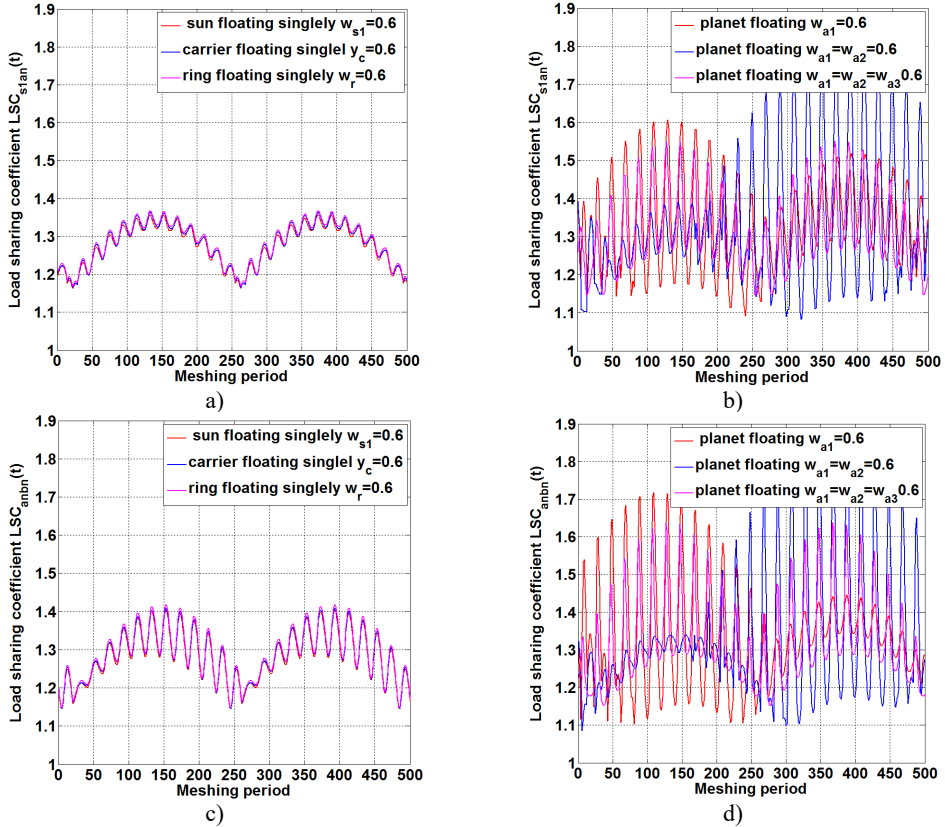 sun floating singlely w_s1=0.6
carrier floating singlel y_c=0.6
ring floating singlely w_r=0.6
Load sharing coefficient LSC_s1an(t)
1.9
1.8
1.7
1.6
1.5
1.4
1.3
1.2
1.1
1
0 50 100 150 200 250 300 350 400 450 500
Meshing period
a)
planet floating w_a1=0.6
planet floating w_a1=w_a2=0.6
planet floating w_a1=w_a2=w_a3 0.6
Load sharing coefficient LSC_s1an(t)
1.9
1.8
1.7
1.6
1.5
1.4
1.3
1.2
1.1
1
0 50 100 150 200 250 300 350 400 450 500
Meshing period
b)
sun floating singlely w_s1=0.6
carrier floating singlel y_c=0.6
ring floating singlely w_r=0.6
Load sharing coefficient LSC_anbn(t)
1.9
1.8
1.7
1.6
1.5
1.4
1.3
1.2
1.1
1
0 50 100 150 200 250 300 350 400 450 500
Meshing period
c)
planet floating w_a1=0.6
planet floating w_a1=w_a2=0.6
planet floating w_a1=w_a2=w_a3 0.6
Load sharing coefficient LSC_anbn(t)
1.9
1.8
1.7
1.6
1.5
1.4
1.3
1.2
1.1
1
0 50 100 150 200 250 300 350 400 450 500
Meshing period
d)